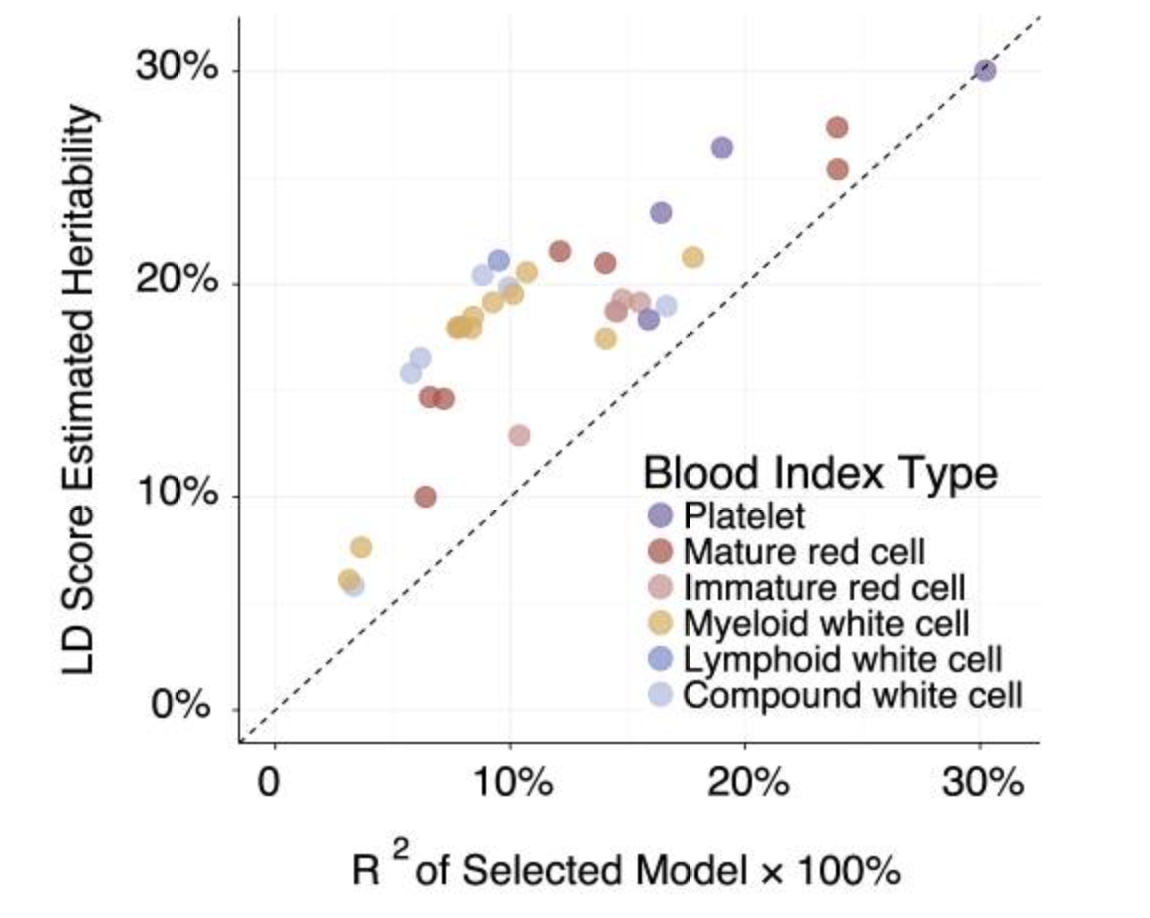 30%
20%
10%
0%
LD Score Estimated Heritability
Blood Index Type
Platelet
Mature red cell
Immature red cell
Myeloid white cell
Lymphoid white cell
Compound white cell
0
10%
20%
30%
R 2 of Selected Model × 100%